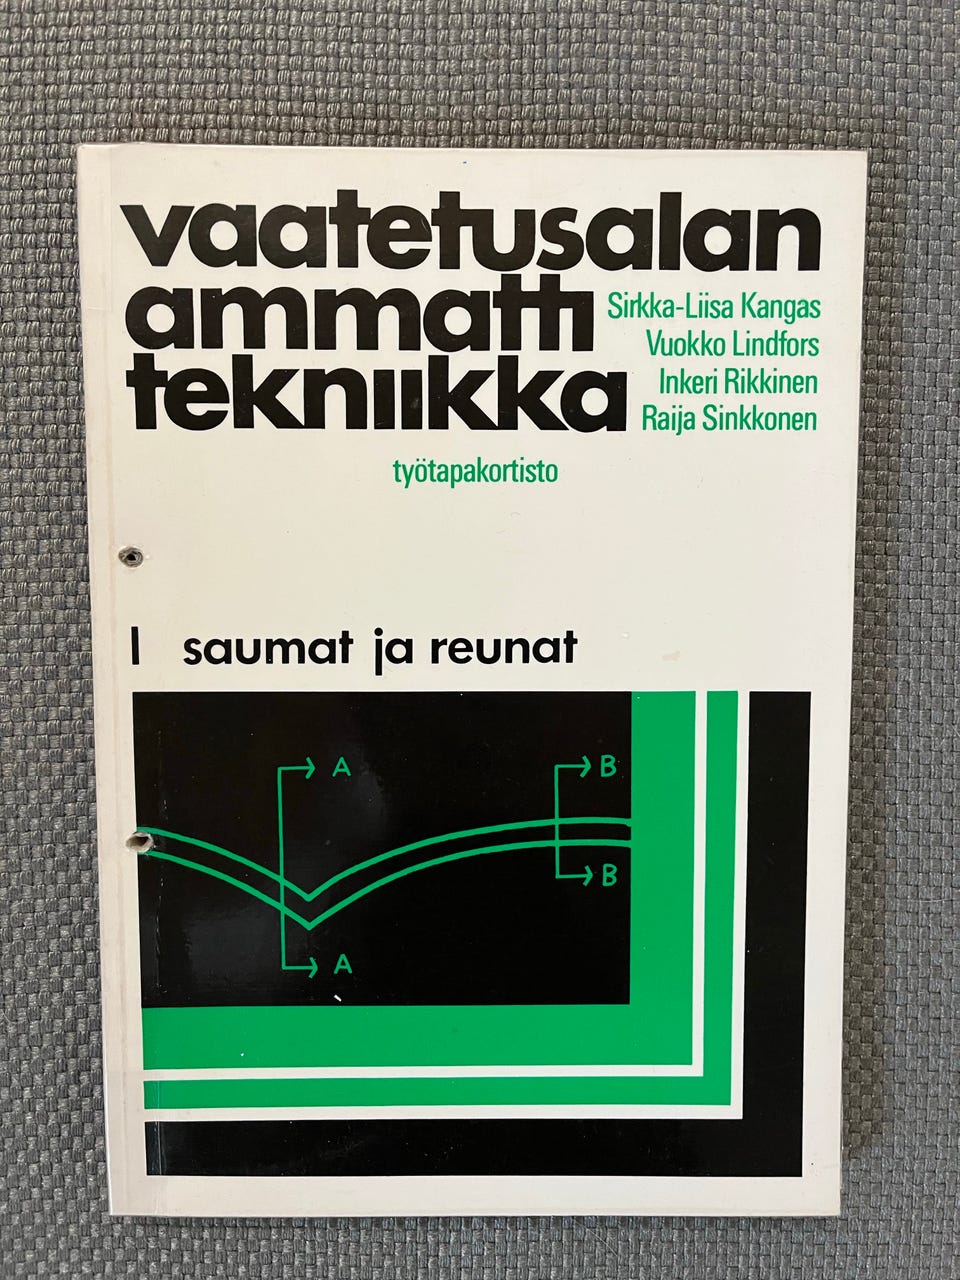 vaatetusalan
ammatti
tekniikka
Sirkka-Liisa Kangas
Vuokko Lindfors
Inkeri Rikkinen
Raija Sinkkonen
työtapakortisto
I saumat ja reunat
A
B
B
A